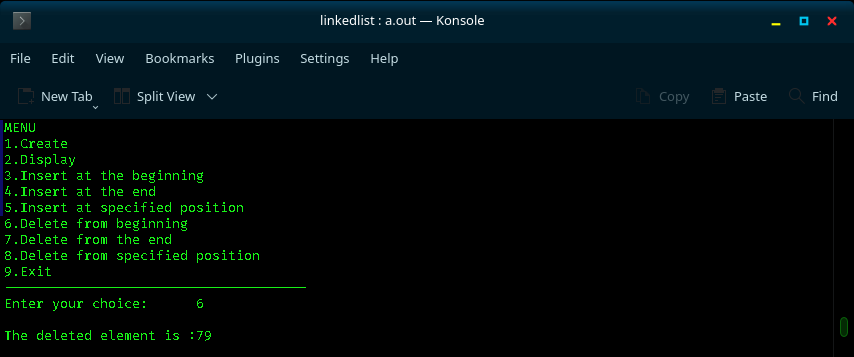 linkedlist : a.out — Konsole
File Edit View Bookmarks Plugins Settings Help
New Tab Split View Copy Paste Find
MENU
1.Create
2.Display
3.Insert at the beginning
4.Insert at the end
5.Insert at specified position
6.Delete from beginning
7.Delete from the end
8.Delete from specified position
9.Exit
Enter your choice: 6
The deleted element is :79